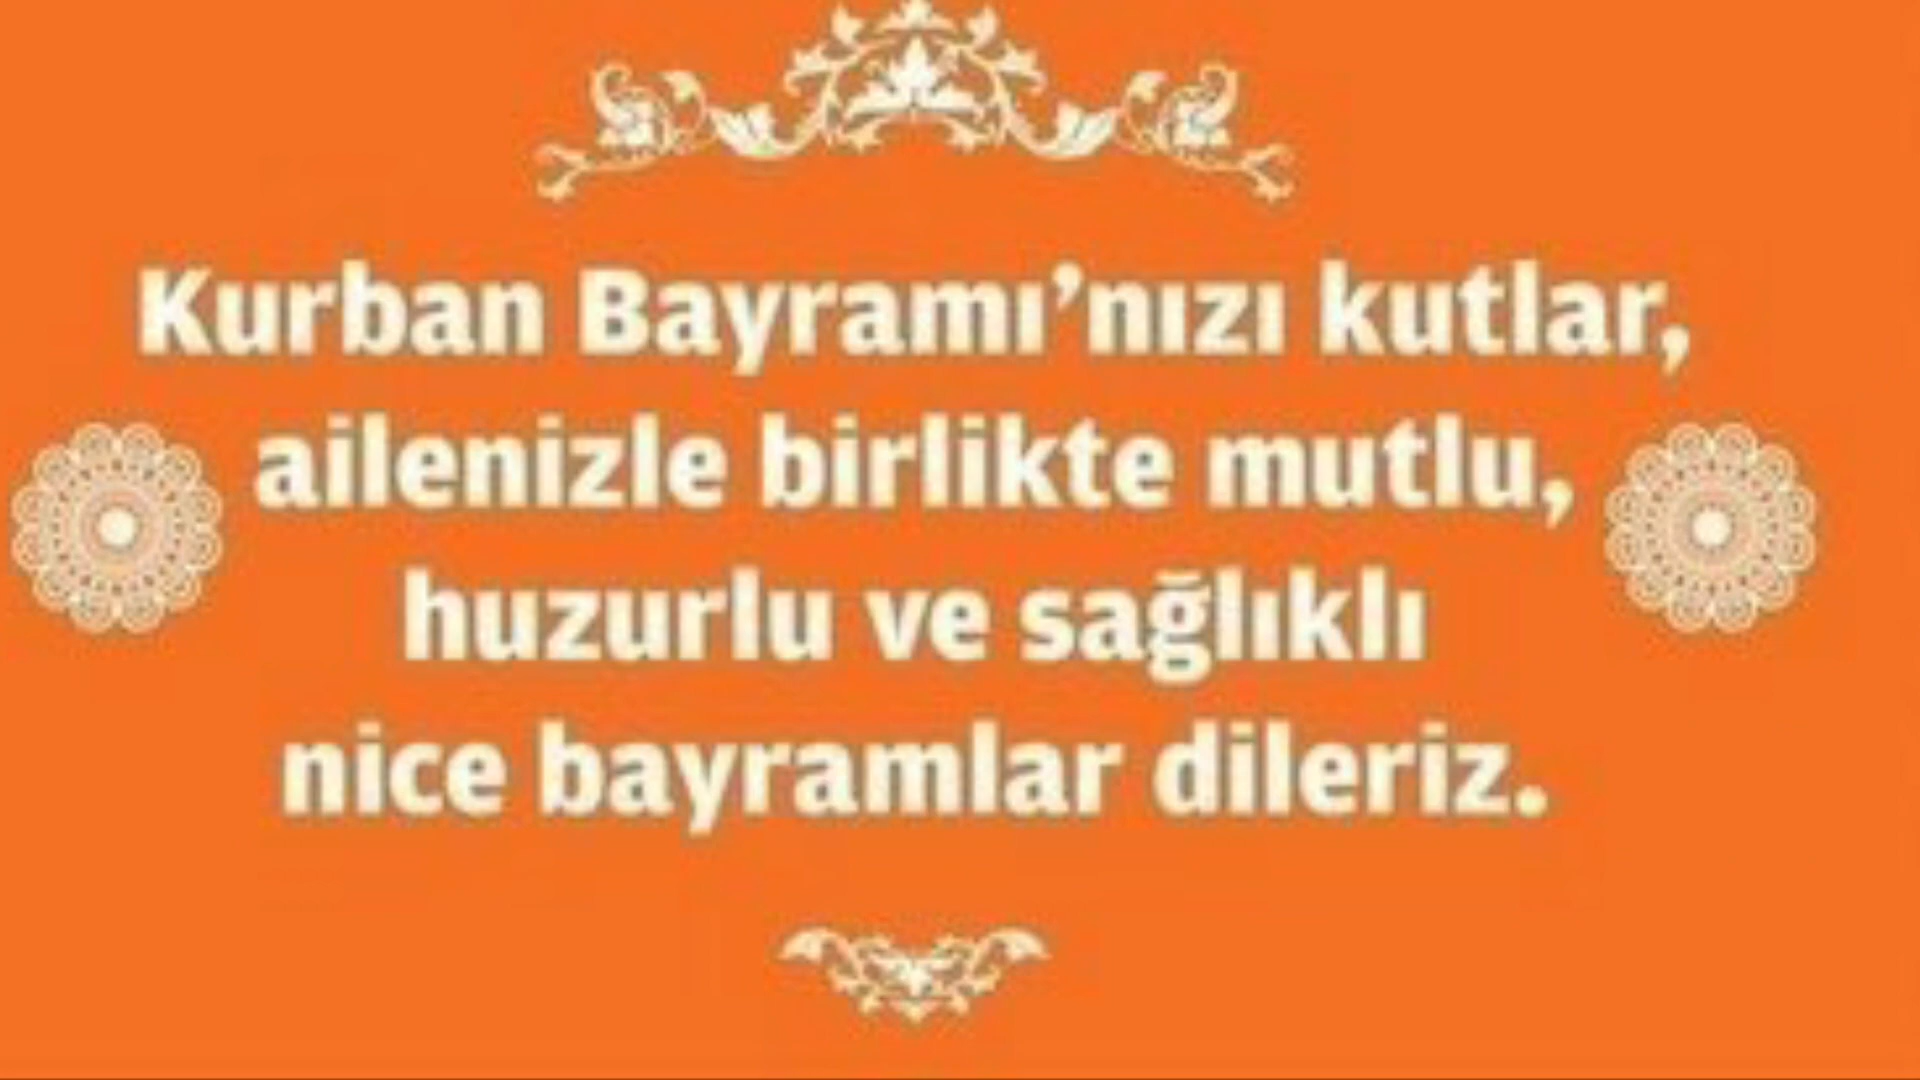 Kurban Bayramı’nızı kutlar,
ailenizle birlikte mutlu,
huzurlu ve sağlıklı
nice bayramlar dileriz.